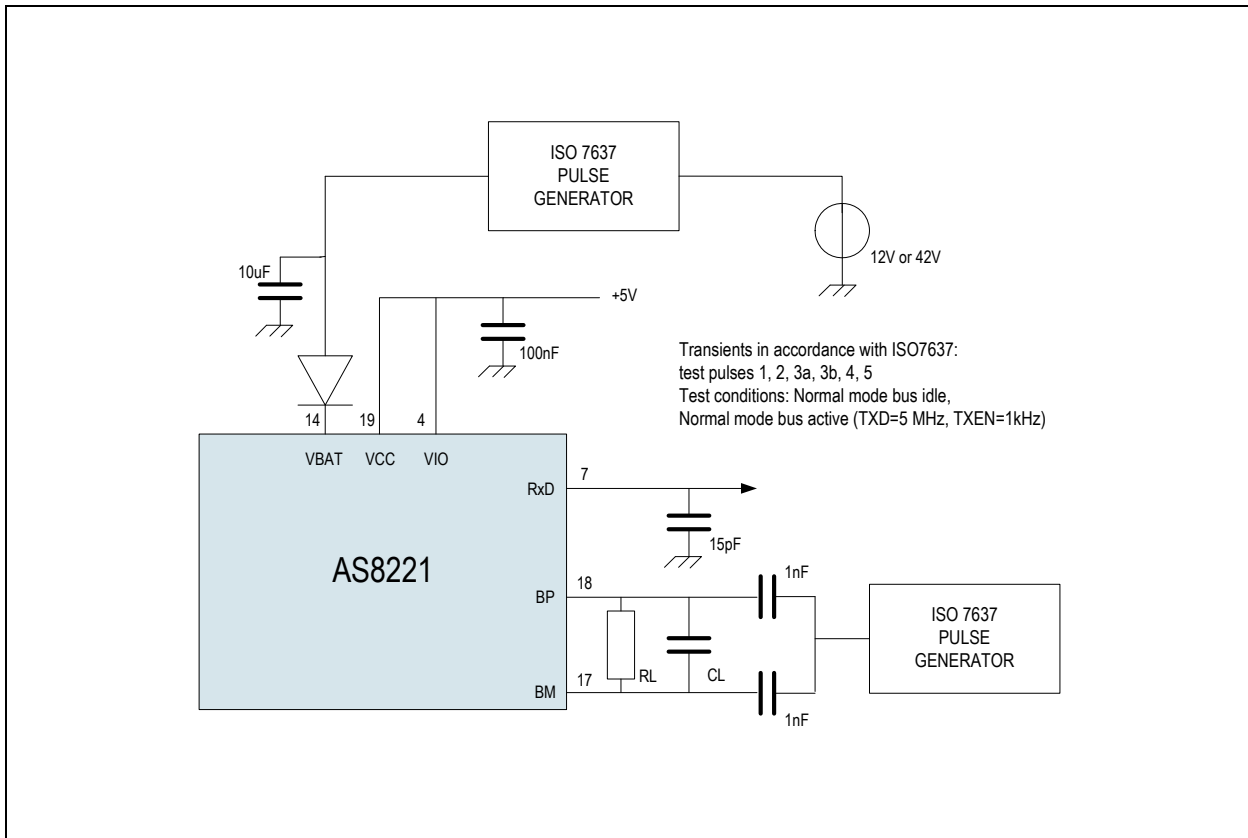 ISO 7637
PULSE
GENERATOR
12V or 42V
10uF
+5V
100nF
Transients in accordance with ISO7637:
test pulses 1, 2, 3a, 3b, 4, 5
Test conditions: Normal mode bus idle,
Normal mode bus active (TXD=5 MHz, TXEN=1kHz)
14 19 4
VBAT VCC VIO
RxD 7
15pF
AS8221
BP 18
1nF
ISO 7637
PULSE
GENERATOR
RL CL
BM 17
1nF